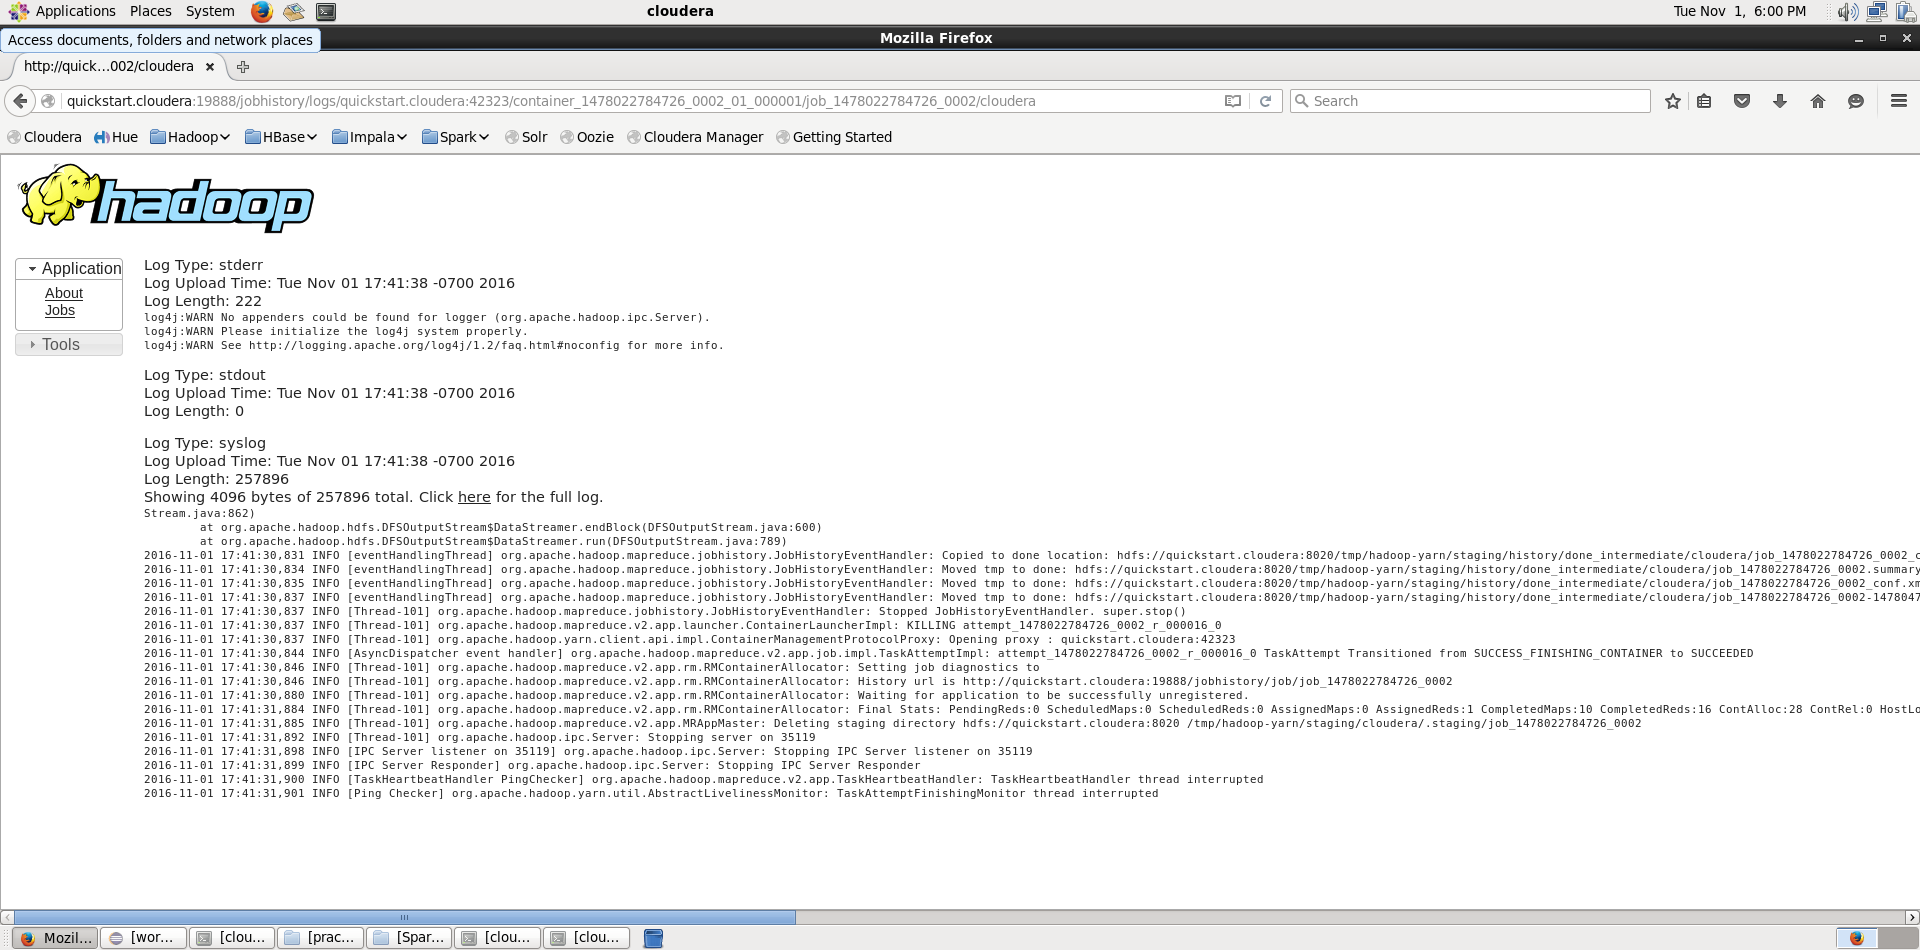 Applications Places System
cloudera
Tue Nov 1, 6:00 PM
Access documents, folders and network places
Mozilla Firefox
http://quick...002/cloudera
quickstart.cloudera:19888/jobhistory/logs/quickstart.cloudera:42323/container_1478022784726_0002_01_000001/job_1478022784726_0002/cloudera
Search
Cloudera Hue Hadoop HBase Impala Spark Solr Oozie Cloudera Manager Getting Started
hadoop
Application
About
Jobs
Tools
Log Type: stderr
Log Upload Time: Tue Nov 01 17:41:38 -0700 2016
Log Length: 222
log4j:WARN No appenders could be found for logger (org.apache.hadoop.ipc.Server).
log4j:WARN Please initialize the log4j system properly.
log4j:WARN See http://logging.apache.org/log4j/1.2/faq.html#noconfig for more info.
Log Type: stdout
Log Upload Time: Tue Nov 01 17:41:38 -0700 2016
Log Length: 0
Log Type: syslog
Log Upload Time: Tue Nov 01 17:41:38 -0700 2016
Log Length: 257896
Showing 4096 bytes of 257896 total. Click here for the full log.
Stream.java:862)
at org.apache.hadoop.hdfs.DFSOutputStream$DataStreamer.endBlock(DFSOutputStream.java:600)
at org.apache.hadoop.hdfs.DFSOutputStream$DataStreamer.run(DFSOutputStream.java:789)
2016-11-01 17:41:30,831 INFO [eventHandlingThread] org.apache.hadoop.mapreduce.jobhistory.JobHistoryEventHandler: Copied to done location: hdfs://quickstart.cloudera:8020/tmp/hadoop-yarn/staging/history/done_intermediate/cloudera/job_1478022784726_0002_c
2016-11-01 17:41:30,834 INFO [eventHandlingThread] org.apache.hadoop.mapreduce.jobhistory.JobHistoryEventHandler: Moved tmp to done: hdfs://quickstart.cloudera:8020/tmp/hadoop-yarn/staging/history/done_intermediate/cloudera/job_1478022784726_0002.summary
2016-11-01 17:41:30,835 INFO [eventHandlingThread] org.apache.hadoop.mapreduce.jobhistory.JobHistoryEventHandler: Moved tmp to done: hdfs://quickstart.cloudera:8020/tmp/hadoop-yarn/staging/history/done_intermediate/cloudera/job_1478022784726_0002_conf.xm
2016-11-01 17:41:30,837 INFO [eventHandlingThread] org.apache.hadoop.mapreduce.jobhistory.JobHistoryEventHandler: Moved tmp to done: hdfs://quickstart.cloudera:8020/tmp/hadoop-yarn/staging/history/done_intermediate/cloudera/job_1478022784726_0002-1478047
2016-11-01 17:41:30,837 INFO [Thread-101] org.apache.hadoop.mapreduce.jobhistory.JobHistoryEventHandler: Stopped JobHistoryEventHandler. super.stop()
2016-11-01 17:41:30,837 INFO [Thread-101] org.apache.hadoop.mapreduce.v2.app.launcher.ContainerLauncherImpl: KILLING attempt_1478022784726_0002_r_000016_0
2016-11-01 17:41:30,837 INFO [Thread-101] org.apache.hadoop.yarn.client.api.impl.ContainerManagementProtocolProxy: Opening proxy : quickstart.cloudera:42323
2016-11-01 17:41:30,844 INFO [AsyncDispatcher event handler] org.apache.hadoop.mapreduce.v2.app.job.impl.TaskAttemptImpl: attempt_1478022784726_0002_r_000016_0 TaskAttempt Transitioned from SUCCESS_FINISHING_CONTAINER to SUCCEEDED
2016-11-01 17:41:30,846 INFO [Thread-101] org.apache.hadoop.mapreduce.v2.app.rm.RMContainerAllocator: Setting job diagnostics to
2016-11-01 17:41:30,846 INFO [Thread-101] org.apache.hadoop.mapreduce.v2.app.rm.RMContainerAllocator: History url is http://quickstart.cloudera:19888/jobhistory/job/job_1478022784726_0002
2016-11-01 17:41:30,880 INFO [Thread-101] org.apache.hadoop.mapreduce.v2.app.rm.RMContainerAllocator: Waiting for application to be successfully unregistered.
2016-11-01 17:41:31,884 INFO [Thread-101] org.apache.hadoop.mapreduce.v2.app.rm.RMContainerAllocator: Final Stats: PendingReds:0 ScheduledMaps:0 ScheduledReds:0 AssignedMaps:0 AssignedReds:1 CompletedMaps:10 CompletedReds:16 ContAlloc:28 ContRel:0 HostLo
2016-11-01 17:41:31,885 INFO [Thread-101] org.apache.hadoop.mapreduce.v2.app.MRAppMaster: Deleting staging directory hdfs://quickstart.cloudera:8020 /tmp/hadoop-yarn/staging/cloudera/.staging/job_1478022784726_0002
2016-11-01 17:41:31,892 INFO [Thread-101] org.apache.hadoop.ipc.Server: Stopping server on 35119
2016-11-01 17:41:31,898 INFO [IPC Server listener on 35119] org.apache.hadoop.ipc.Server: Stopping IPC Server listener on 35119
2016-11-01 17:41:31,899 INFO [IPC Server Responder] org.apache.hadoop.ipc.Server: Stopping IPC Server Responder
2016-11-01 17:41:31,900 INFO [TaskHeartbeatHandler PingChecker] org.apache.hadoop.mapreduce.v2.app.TaskHeartbeatHandler: TaskHeartbeatHandler thread interrupted
2016-11-01 17:41:31,901 INFO [Ping Checker] org.apache.hadoop.yarn.util.AbstractLivelinessMonitor: TaskAttemptFinishingMonitor thread interrupted
Mozil... [wor... [clou... [prac... [Spar... [clou... [clou...